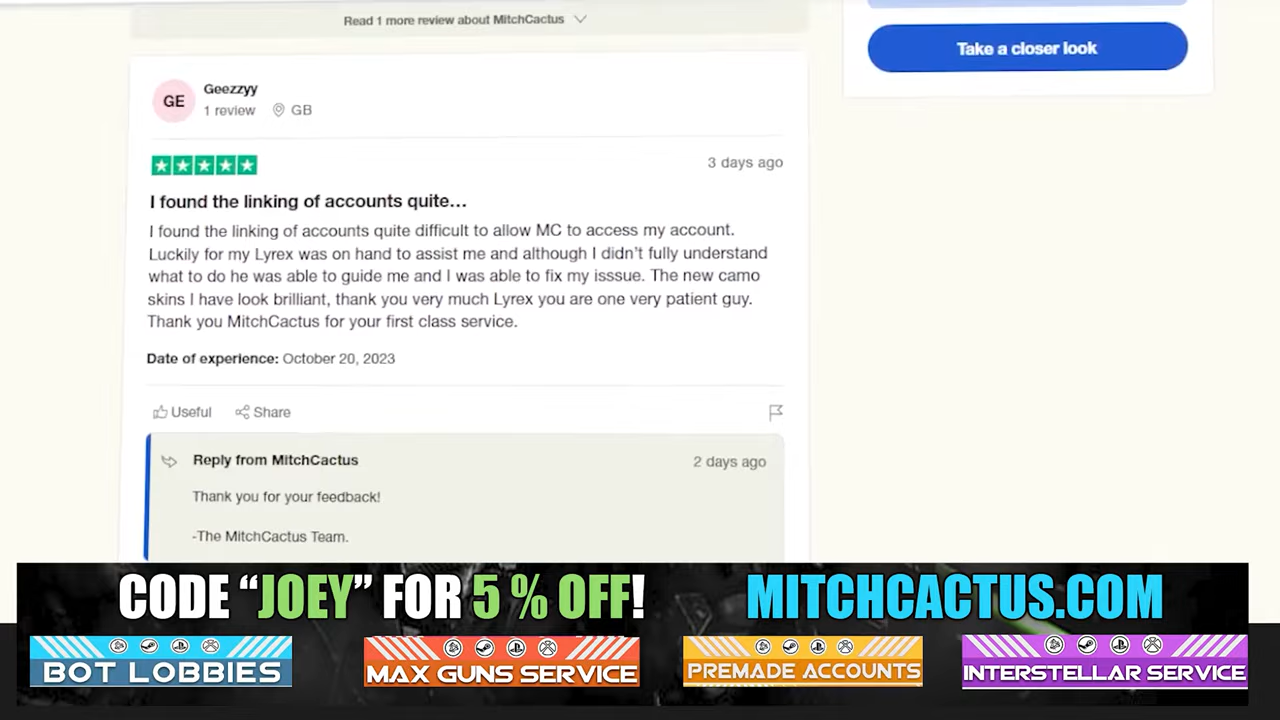 Read 1 more review about MitchCactus
Take a closer look
GE
Geezzyy
1 review GB
3 days ago
I found the linking of accounts quite...
I found the linking of accounts quite difficult to allow MC to access my account.
Luckily for my Lyrex was on hand to assist me and although I didn't fully understand
what to do he was able to guide me and I was able to fix my isssue. The new camo
skins I have look brilliant, thank you very much Lyrex you are one very patient guy.
Thank you MitchCactus for your first class service.
Date of experience: October 20, 2023
Useful Share
Reply from MitchCactus 2 days ago
Thank you for your feedback!
-The MitchCactus Team.
CODE “JOEY” FOR 5 % OFF! MITCHCACTUS.COM
BOT LOBBIES MAX GUNS SERVICE PREMADE ACCOUNTS INTERSTELLAR SERVICE